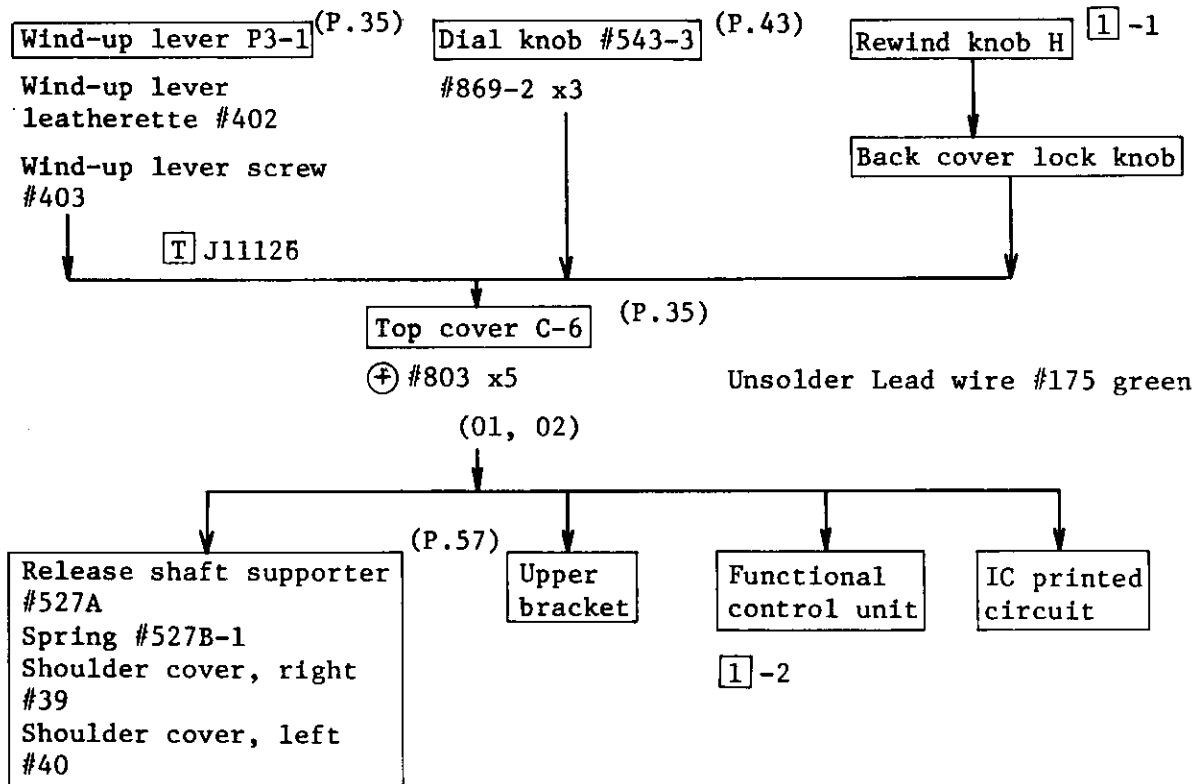 Wind-up lever P3-1 (P.35)
Wind-up lever
leatherette #402
Wind-up lever screw
#403
Dial knob #543-3 (P.43)
#869-2 x3
Rewind knob H 1 -1
Back cover lock knob
T J11126
Top cover C-6 (P.35)
#803 x5
Unsolder Lead wire #175 green
(01, 02)
(P.57)
Release shaft supporter
#527A
Spring #527B-1
Shoulder cover, right
#39
Shoulder cover, left
#40
Upper
bracket
Functional
control unit
1 -2
IC printed
circuit